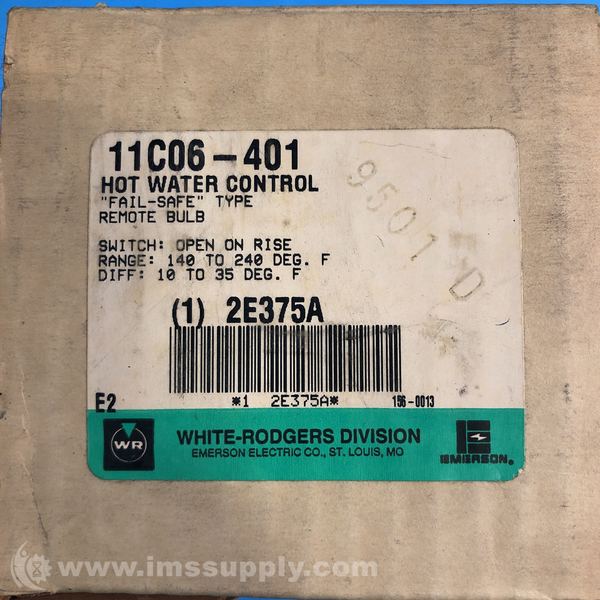 11C06-401
HOT WATER CONTROL
"FAIL-SAFE" TYPE
REMOTE BULB
SWITCH: OPEN ON RISE
RANGE: 140 TO 240 DEG. F
DIFF: 10 TO 35 DEG. F
9501 D
(1) 2E375A
*1 2E375A*
156-0013
E2
WR
WHITE-RODGERS DIVISION
EMERSON ELECTRIC CO., ST. LOUIS, MO
E
EMERSON®
www.imssupply.com